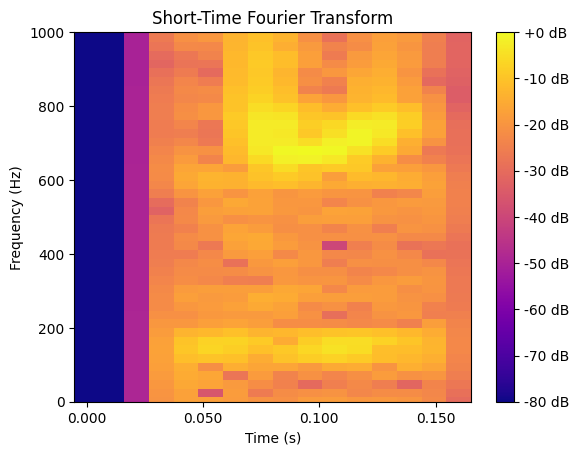 Short-Time Fourier Transform
1000
800
600
400
200
0
Frequency (Hz)
0.000
0.050
0.100
0.150
Time (s)
+0 dB
-10 dB
-20 dB
-30 dB
-40 dB
-50 dB
-60 dB
-70 dB
-80 dB